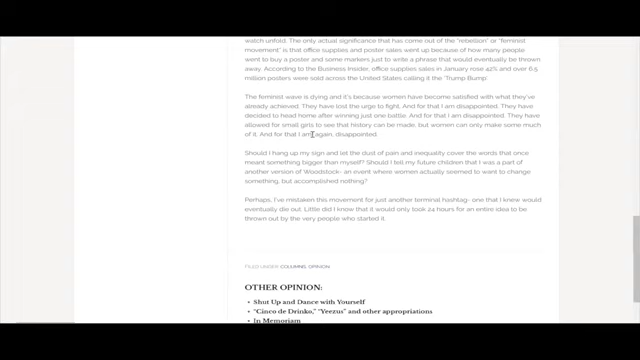 watch unfold. The only actual significance that has come out of the "rebellion" or "feminist
movement" is that office supplies and poster sales went up because of how many people
went to buy a poster and some markers just to write a phrase that would eventually be thrown
away. According to the Business Insider, office supplies sales in January rose 42% and over 6.5
million posters were sold across the United States calling it the "Trump Bump."
The feminist wave is dying and it's because women have become satisfied with what they've
already achieved. They have lost the urge to fight. And for that I am disappointed. They have
decided to head home after winning just one battle. And for that I am disappointed. They have
allowed for small girls to see that history can be made, but women can only make some much
of it. And for that I am again, disappointed.
Should I hang up my sign and let the dust of pain and inequality cover the words that once
meant something bigger than myself? Should I tell my future children that I was a part of
another version of Woodstock- an event where women actually seemed to want to change
something, but accomplished nothing?
Perhaps, I've mistaken this movement for just another terminal hashtag- one that I knew would
eventually die out. Little did I know that it would only took 24 hours for an entire idea to be
thrown out by the very people who started it.
FILED UNDER: COLUMNS, OPINION
OTHER OPINION:
• Shut Up and Dance with Yourself
• "Cinco de Drinko," "Yeezus" and other appropriations
• In Memoriam